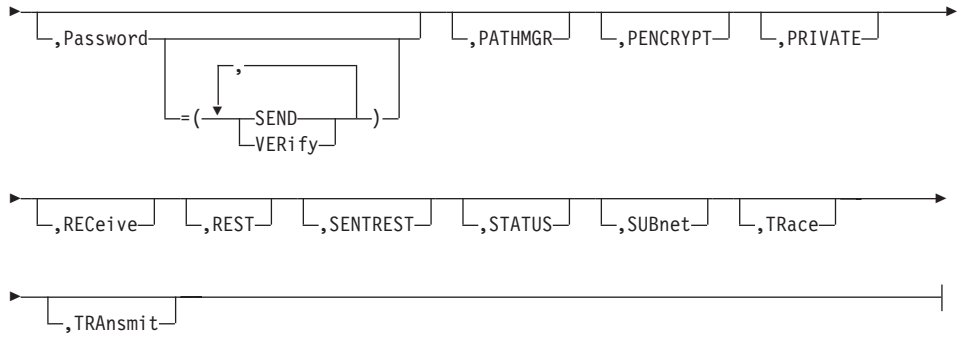 ,Password ,PATHMGR ,PENCRYPT ,PRIVATE
,
=( SEND )
VERify
,RECeive ,REST ,SENTREST ,STATUS ,SUBnet ,TRace
,TRAnsmit